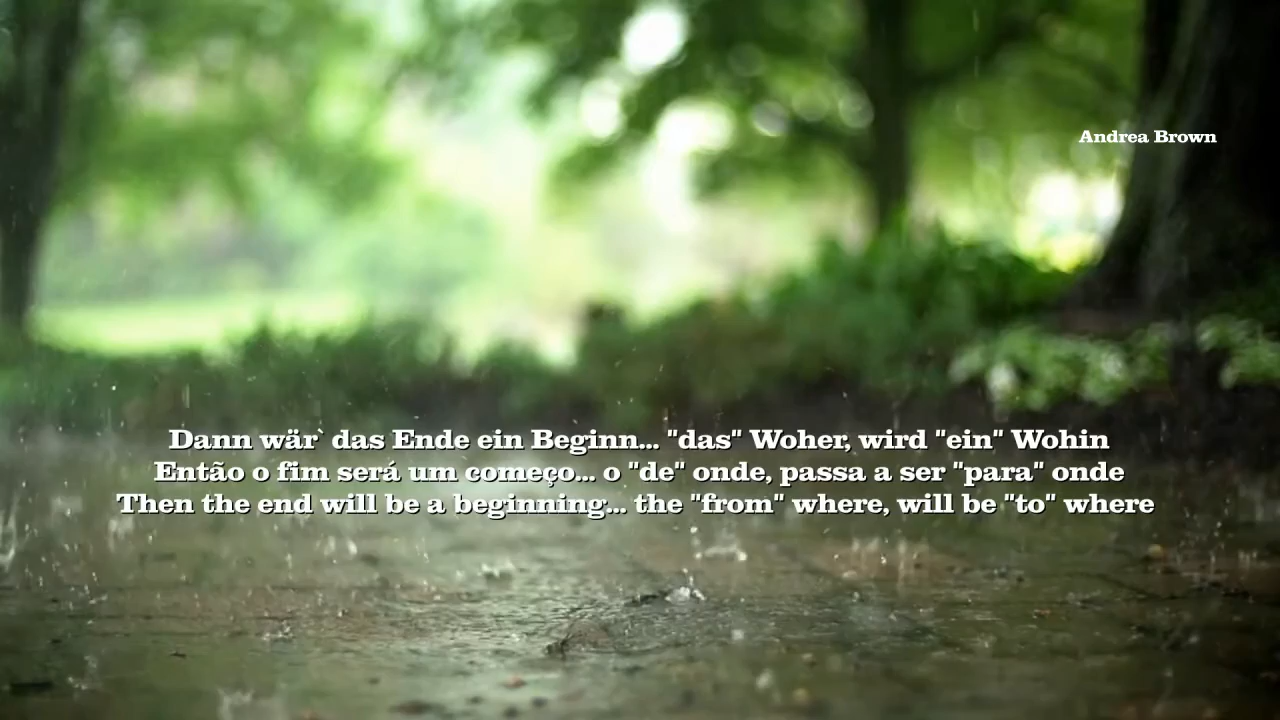 Andrea Brown
Dann wär` das Ende ein Beginn... "das" Woher, wird "ein" Wohin
Então o fim será um começo... o "de" onde, passa a ser "para" onde
Then the end will be a beginning... the "from" where, will be "to" where